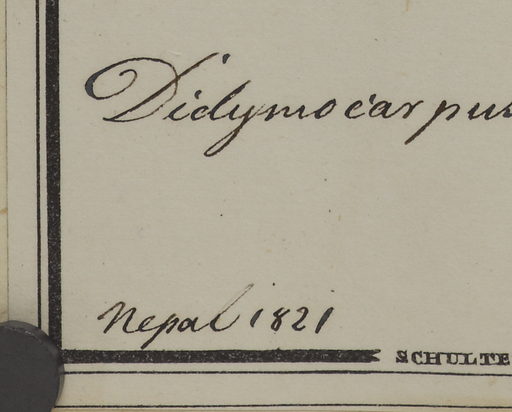 Didymocarpus
Nepal 1821
SCHULTE